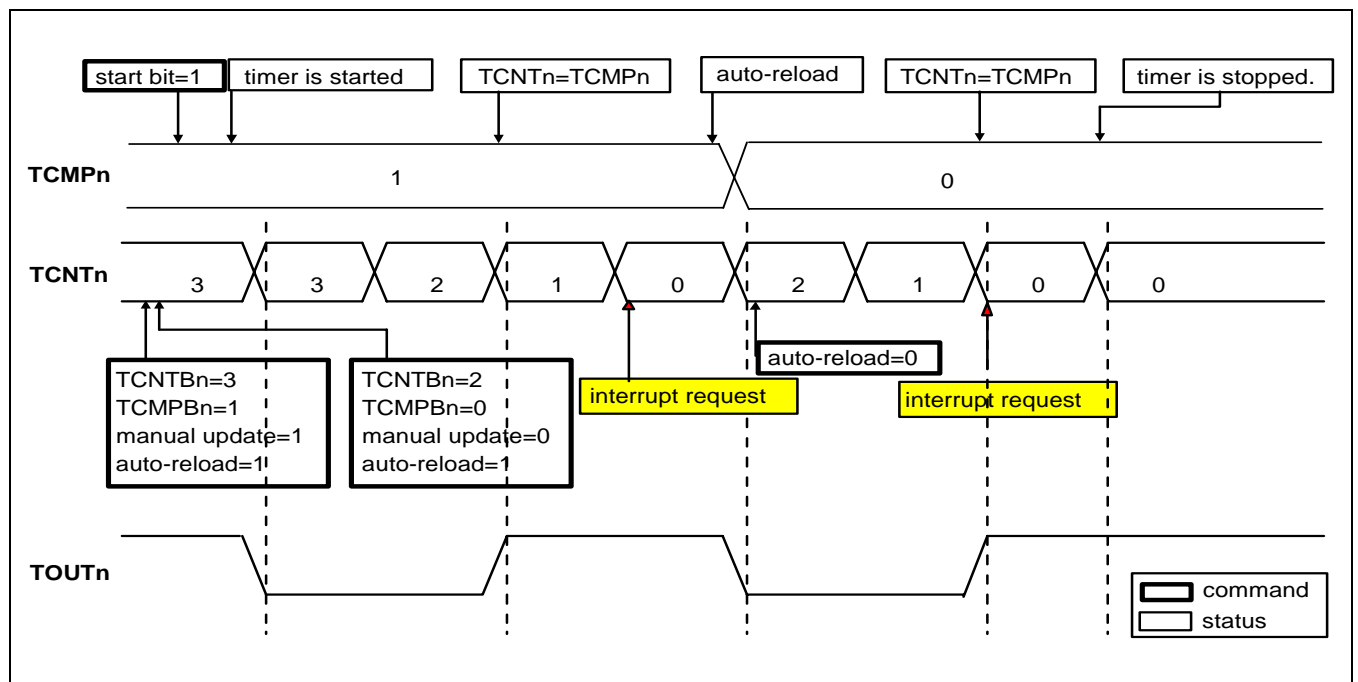 start bit=1
timer is started
TCNTn=TCMPn
auto-reload
TCNTn=TCMPn
timer is stopped.
TCMPn
1
0
TCNTn
3
3
2
1
0
2
1
0
0
TCNTBn=3
TCMPBn=1
manual update=1
auto-reload=1
TCNTBn=2
TCMPBn=0
manual update=0
auto-reload=1
interrupt request
auto-reload=0
interrupt request
TOUTn
command
status